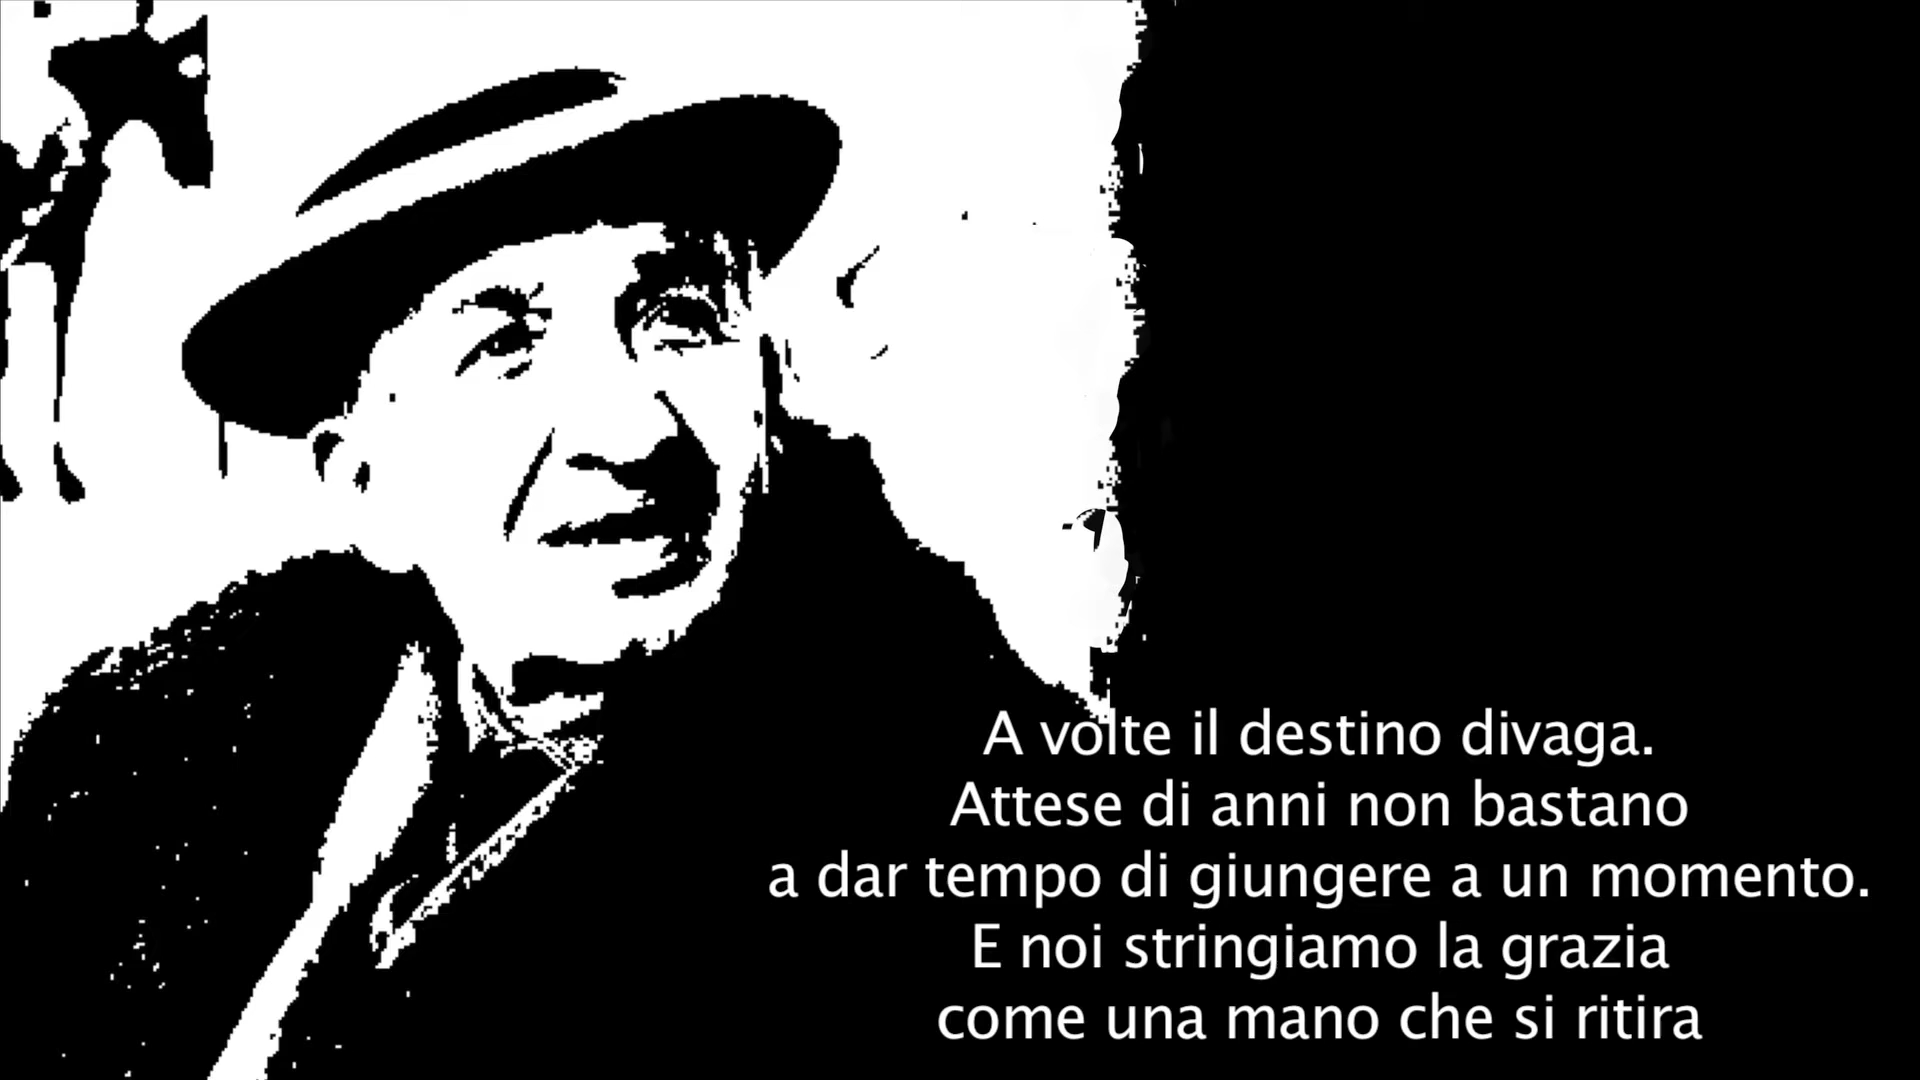 A volte il destino divaga.
Attese di anni non bastano
a dar tempo di giungere a un momento.
E noi stringiamo la grazia
come una mano che si ritira